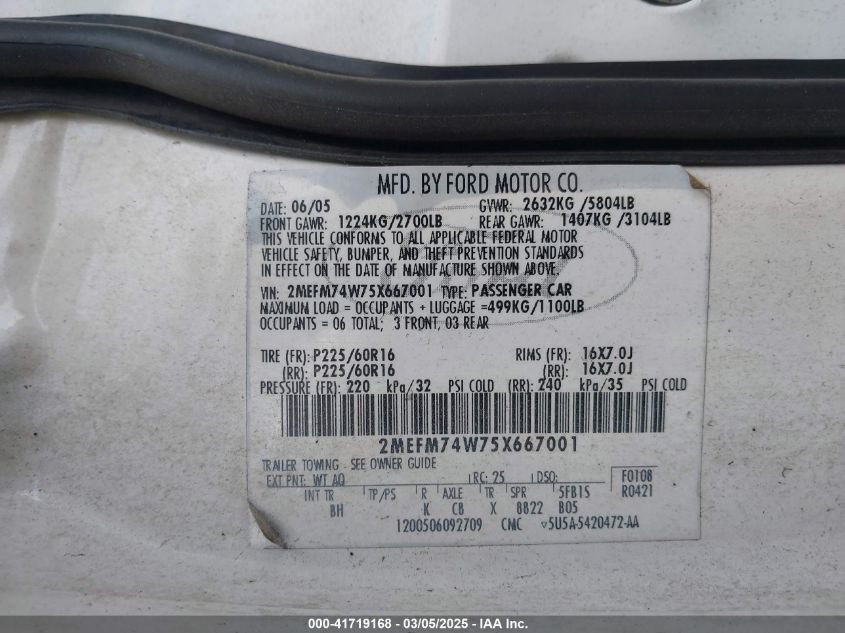 MFD. BY FORD MOTOR CO.
DATE: 06/05 GVWR: 2632KG /5804LB
FRONT GAWR: 1224KG/2700LB REAR GAWR: 1407KG /3104LB
THIS VEHICLE CONFORMS TO ALL APPLICABLE FEDERAL MOTOR
VEHICLE SAFETY, BUMPER, AND THEFT PREVENTION STANDARDS
IN EFFECT ON THE DATE OF MANUFACTURE SHOWN ABOVE.
VIN: 2MEFM74W75X667001 TYPE: PASSENGER CAR
MAXIMUM LOAD = OCCUPANTS + LUGGAGE =499KG/1100LB
OCCUPANTS = 06 TOTAL; 3 FRONT, 03 REAR
TIRE (FR): P225/60R16 RIMS (FR): 16X7.0J
(RR): P225/60R16 (RR): 16X7.0J
PRESSURE (FR): 220 kPa/32 PSI COLD (RR): 240 kPa/35 PSI COLD
2MEFM74W75X667001
TRAILER TOWING - SEE OWNER GUIDE
EXT PNT: WT AQ RC: 25 DSO: F0108
INT TR TP/PS R AXLE TR SPR 5FB1S R0421
BH K C8 X 8822 B05
1200506092709 CMC ▿5U5A-5420472-AA
000-41719168 - 03/05/2025 - IAA Inc.